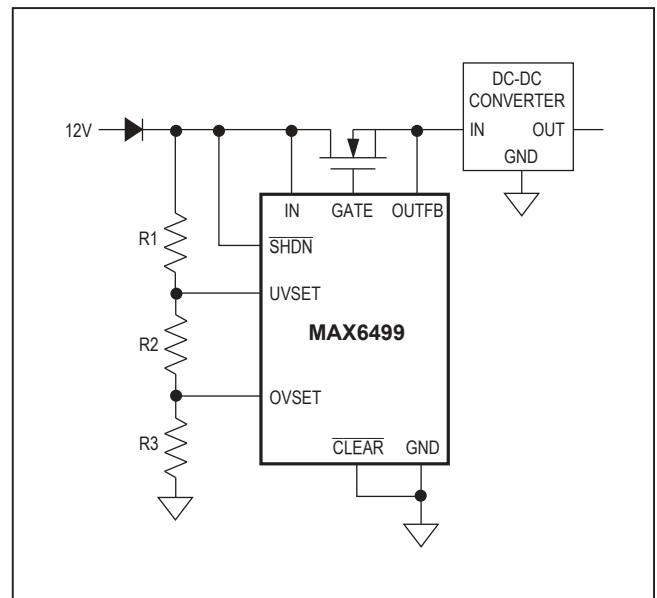 DC-DC
CONVERTER
12V
IN OUT
GND
IN GATE OUTFB
R1
SHDN
UVSET
R2
MAX6499
OVSET
R3
CLEAR GND